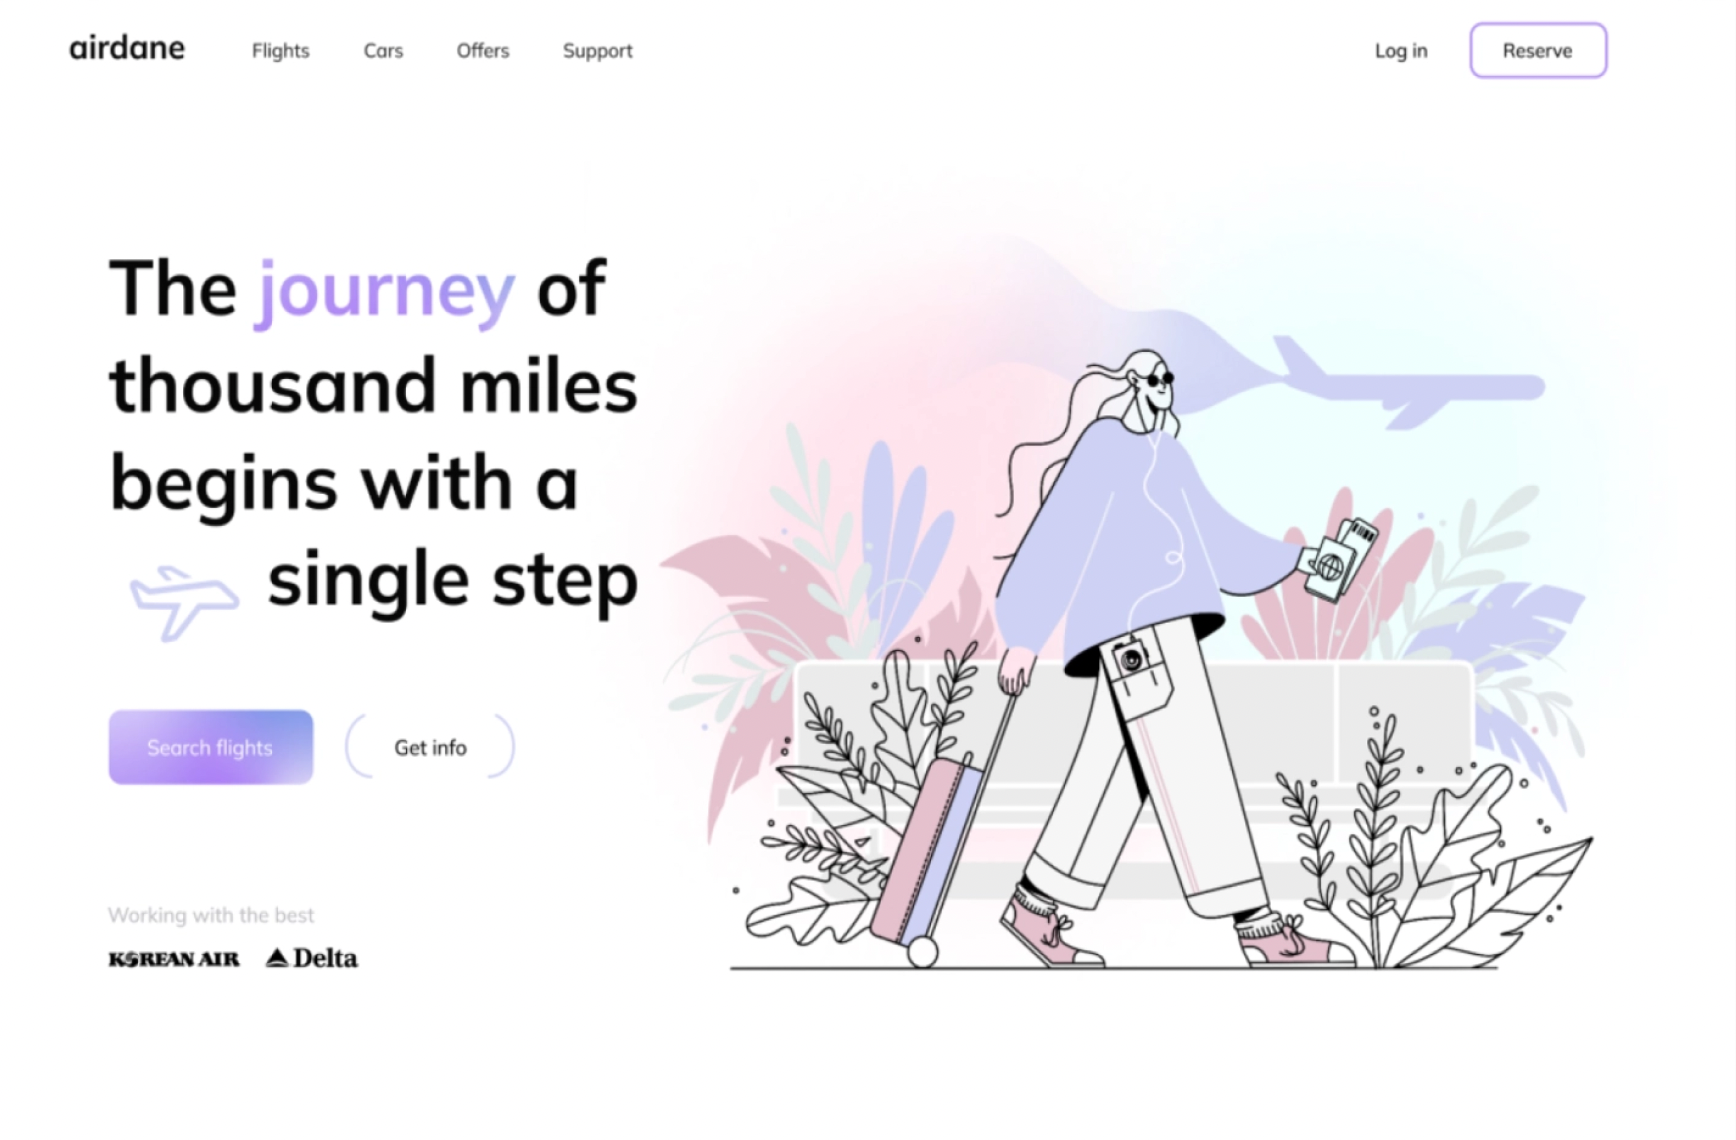 airdane
Flights
Cars
Offers
Support
Log in
Reserve
The journey of
thousand miles
begins with a
single step
Search flights
Get info
Working with the best
KOREAN AIR
Delta